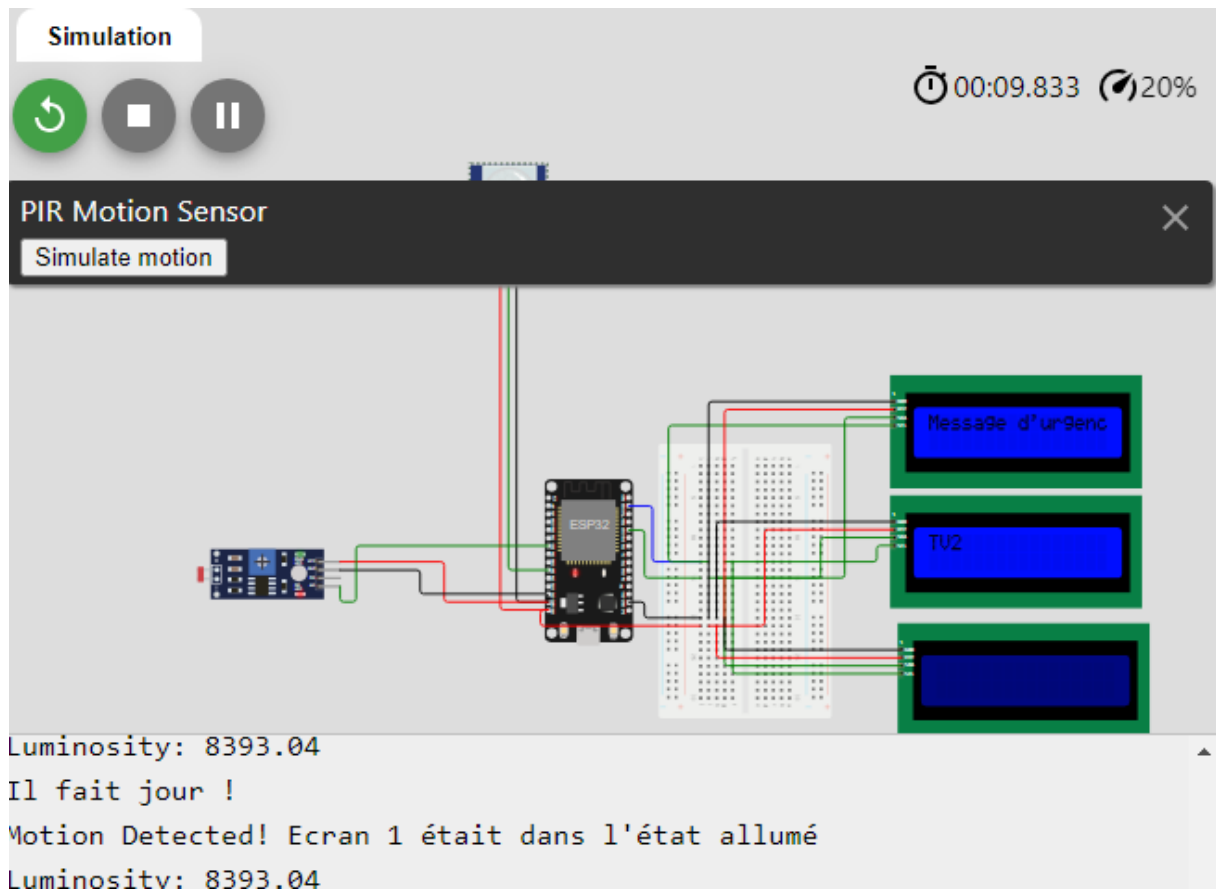 Simulation
00:09.833 20%
PIR Motion Sensor
Simulate motion
Message d'urgenc
ESP32
TV2
Luminosity: 8393.04
Il fait jour !
Motion Detected! Ecran 1 était dans l'état allumé
Luminosity: 8393.04